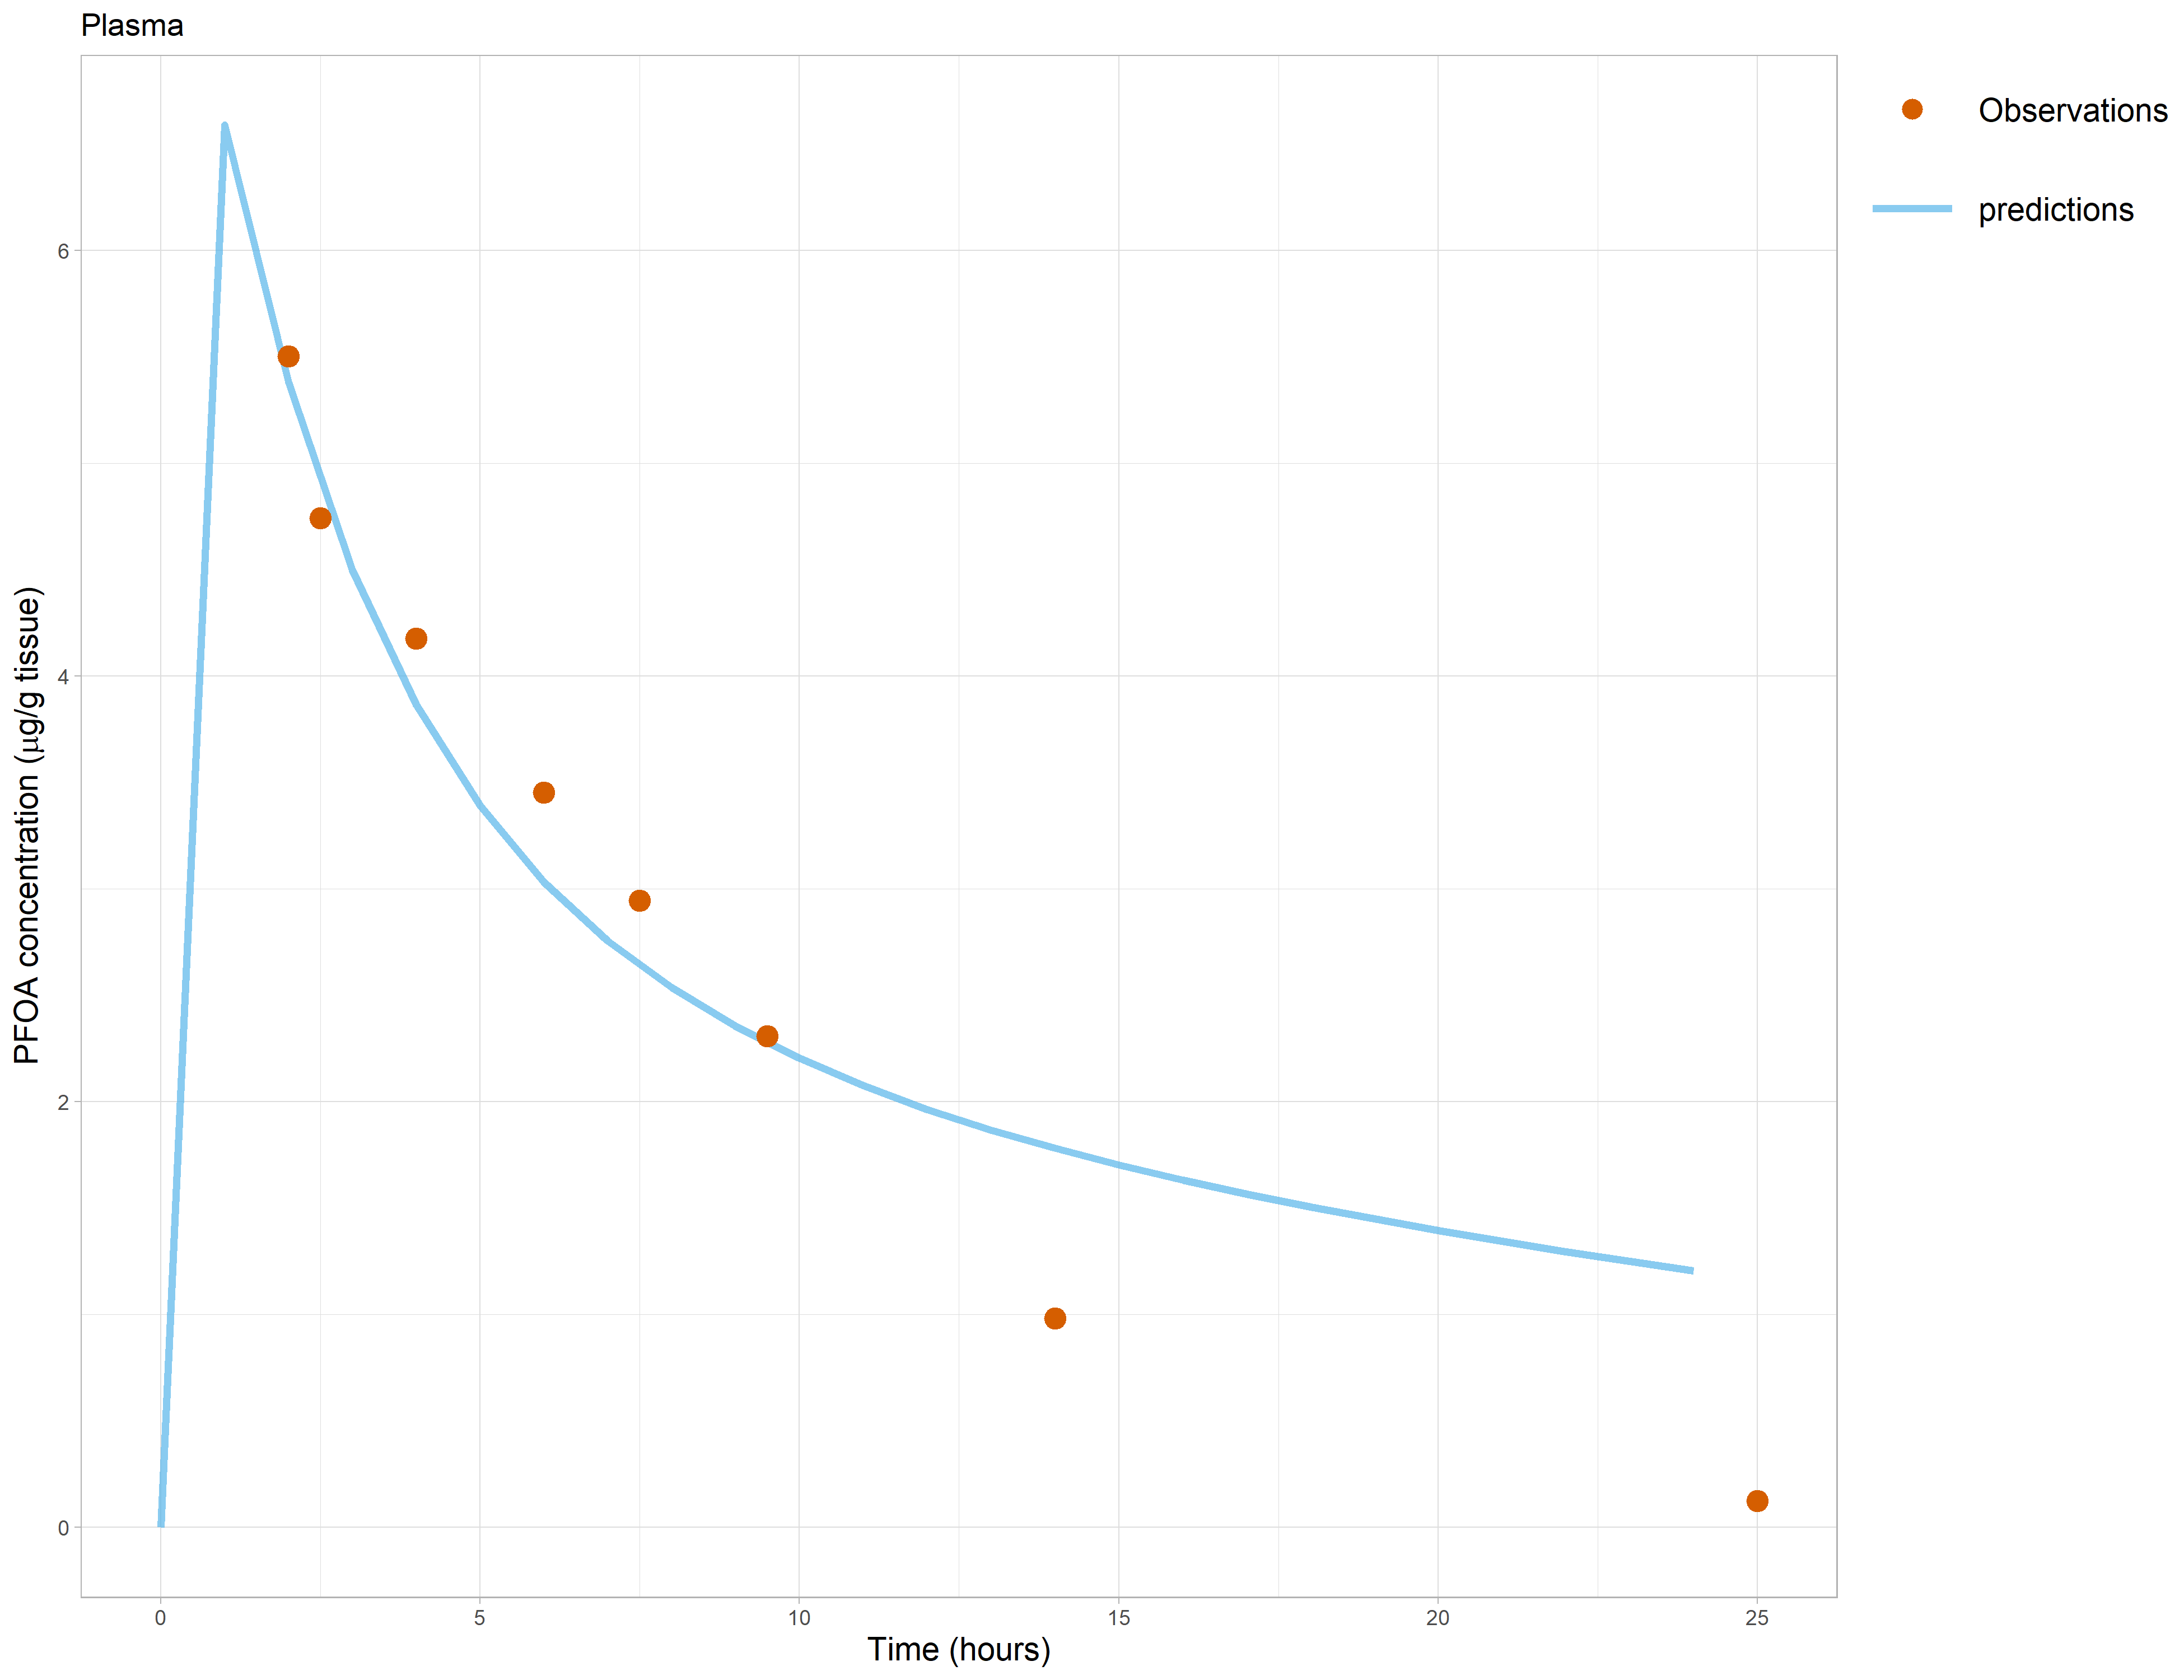 Plasma
Observations
predictions
PFOA concentration (μg/g tissue)
6
4
2
0
0 5 10 15 20 25
Time (hours)